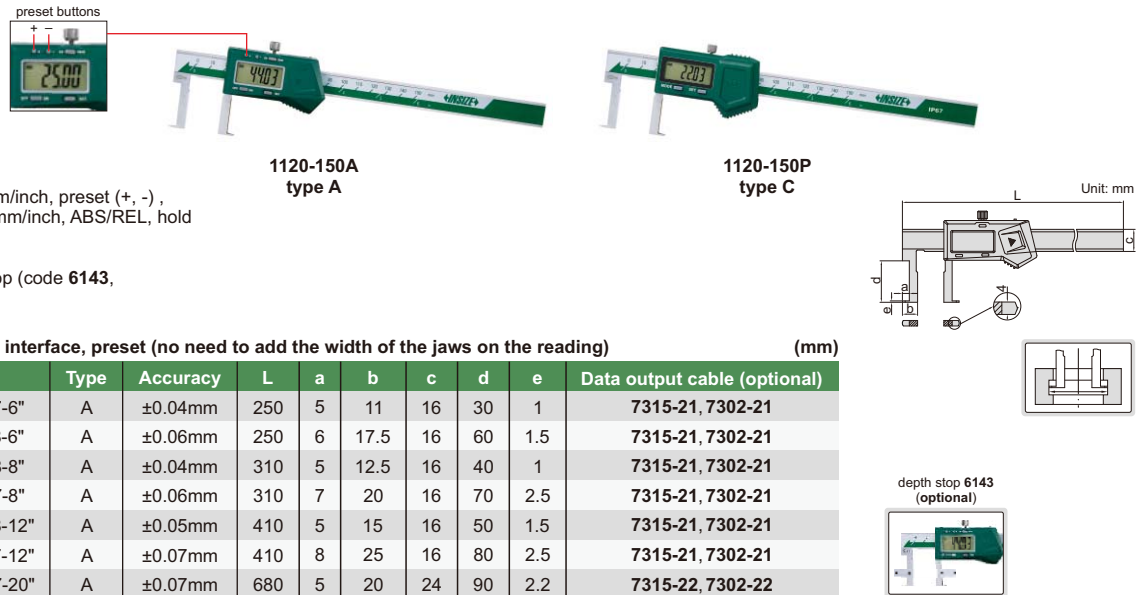 preset buttons
+ –
25.00
44.03
INSIZE
22.03
INSIZE
IP67
1120-150A
type A
1120-150P
type C
m/inch, preset (+, -) ,
mm/inch, ABS/REL, hold
op (code 6143,
Unit: mm
L
c
d
a
e
b
4
interface, preset (no need to add the width of the jaws on the reading) (mm)
Type Accuracy L a b c d e Data output cable (optional)
-6" A ±0.04mm 250 5 11 16 30 1 7315-21, 7302-21
-6" A ±0.06mm 250 6 17.5 16 60 1.5 7315-21, 7302-21
-8" A ±0.04mm 310 5 12.5 16 40 1 7315-21, 7302-21
-8" A ±0.06mm 310 7 20 16 70 2.5 7315-21, 7302-21
-12" A ±0.05mm 410 5 15 16 50 1.5 7315-21, 7302-21
-12" A ±0.07mm 410 8 25 16 80 2.5 7315-21, 7302-21
-20" A ±0.07mm 680 5 20 24 90 2.2 7315-22, 7302-22
depth stop 6143
(optional)